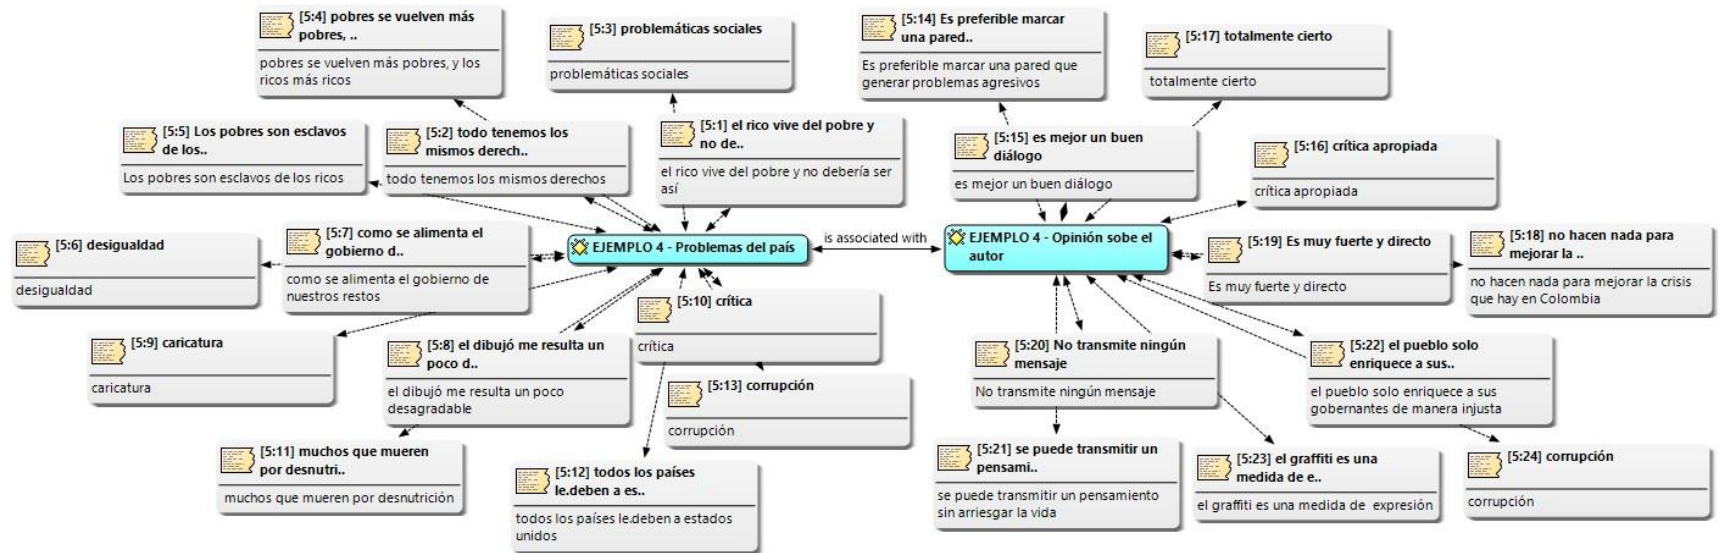 [5:4] pobres se vuelven más
pobres, ..
pobres se vuelven más pobres, y los
ricos más ricos
[5:3] problemáticas sociales
problemáticas sociales
[5:14] Es preferible marcar
una pared..
Es preferible marcar una pared que
generar problemas agresivos
[5:17] totalmente cierto
totalmente cierto
[5:5] Los pobres son esclavos
de los..
Los pobres son esclavos de los ricos
[5:2] todo tenemos los
mismos derech..
todo tenemos los mismos derechos
[5:1] el rico vive del pobre y
no de..
el rico vive del pobre y no debería ser
así
[5:15] es mejor un buen
diálogo
es mejor un buen diálogo
[5:16] crítica apropiada
crítica apropiada
[5:6] desigualdad
desigualdad
[5:7] como se alimenta el
gobierno d..
como se alimenta el gobierno de
nuestros restos
EJEMPLO 4 - Problemas del país
is associated with
EJEMPLO 4 - Opinión sobe el
autor
[5:19] Es muy fuerte y directo
Es muy fuerte y directo
[5:18] no hacen nada para
mejorar la ..
no hacen nada para mejorar la crisis
que hay en Colombia
[5:9] caricatura
caricatura
[5:8] el dibujó me resulta un
poco d..
el dibujó me resulta un poco
desagradable
[5:10] crítica
crítica
[5:13] corrupción
corrupción
[5:20] No transmite ningún
mensaje
No transmite ningún mensaje
[5:22] el pueblo solo
enriquece a sus..
el pueblo solo enriquece a sus
gobernantes de manera injusta
[5:11] muchos que mueren
por desnutri..
muchos que mueren por desnutrición
[5:12] todos los países
le.deben a es..
todos los países le.deben a estados
unidos
[5:21] se puede transmitir un
pensami..
se puede transmitir un pensamiento
sin arriesgar la vida
[5:23] el graffiti es una
medida de e..
el graffiti es una medida de  expresión
[5:24] corrupción
corrupción